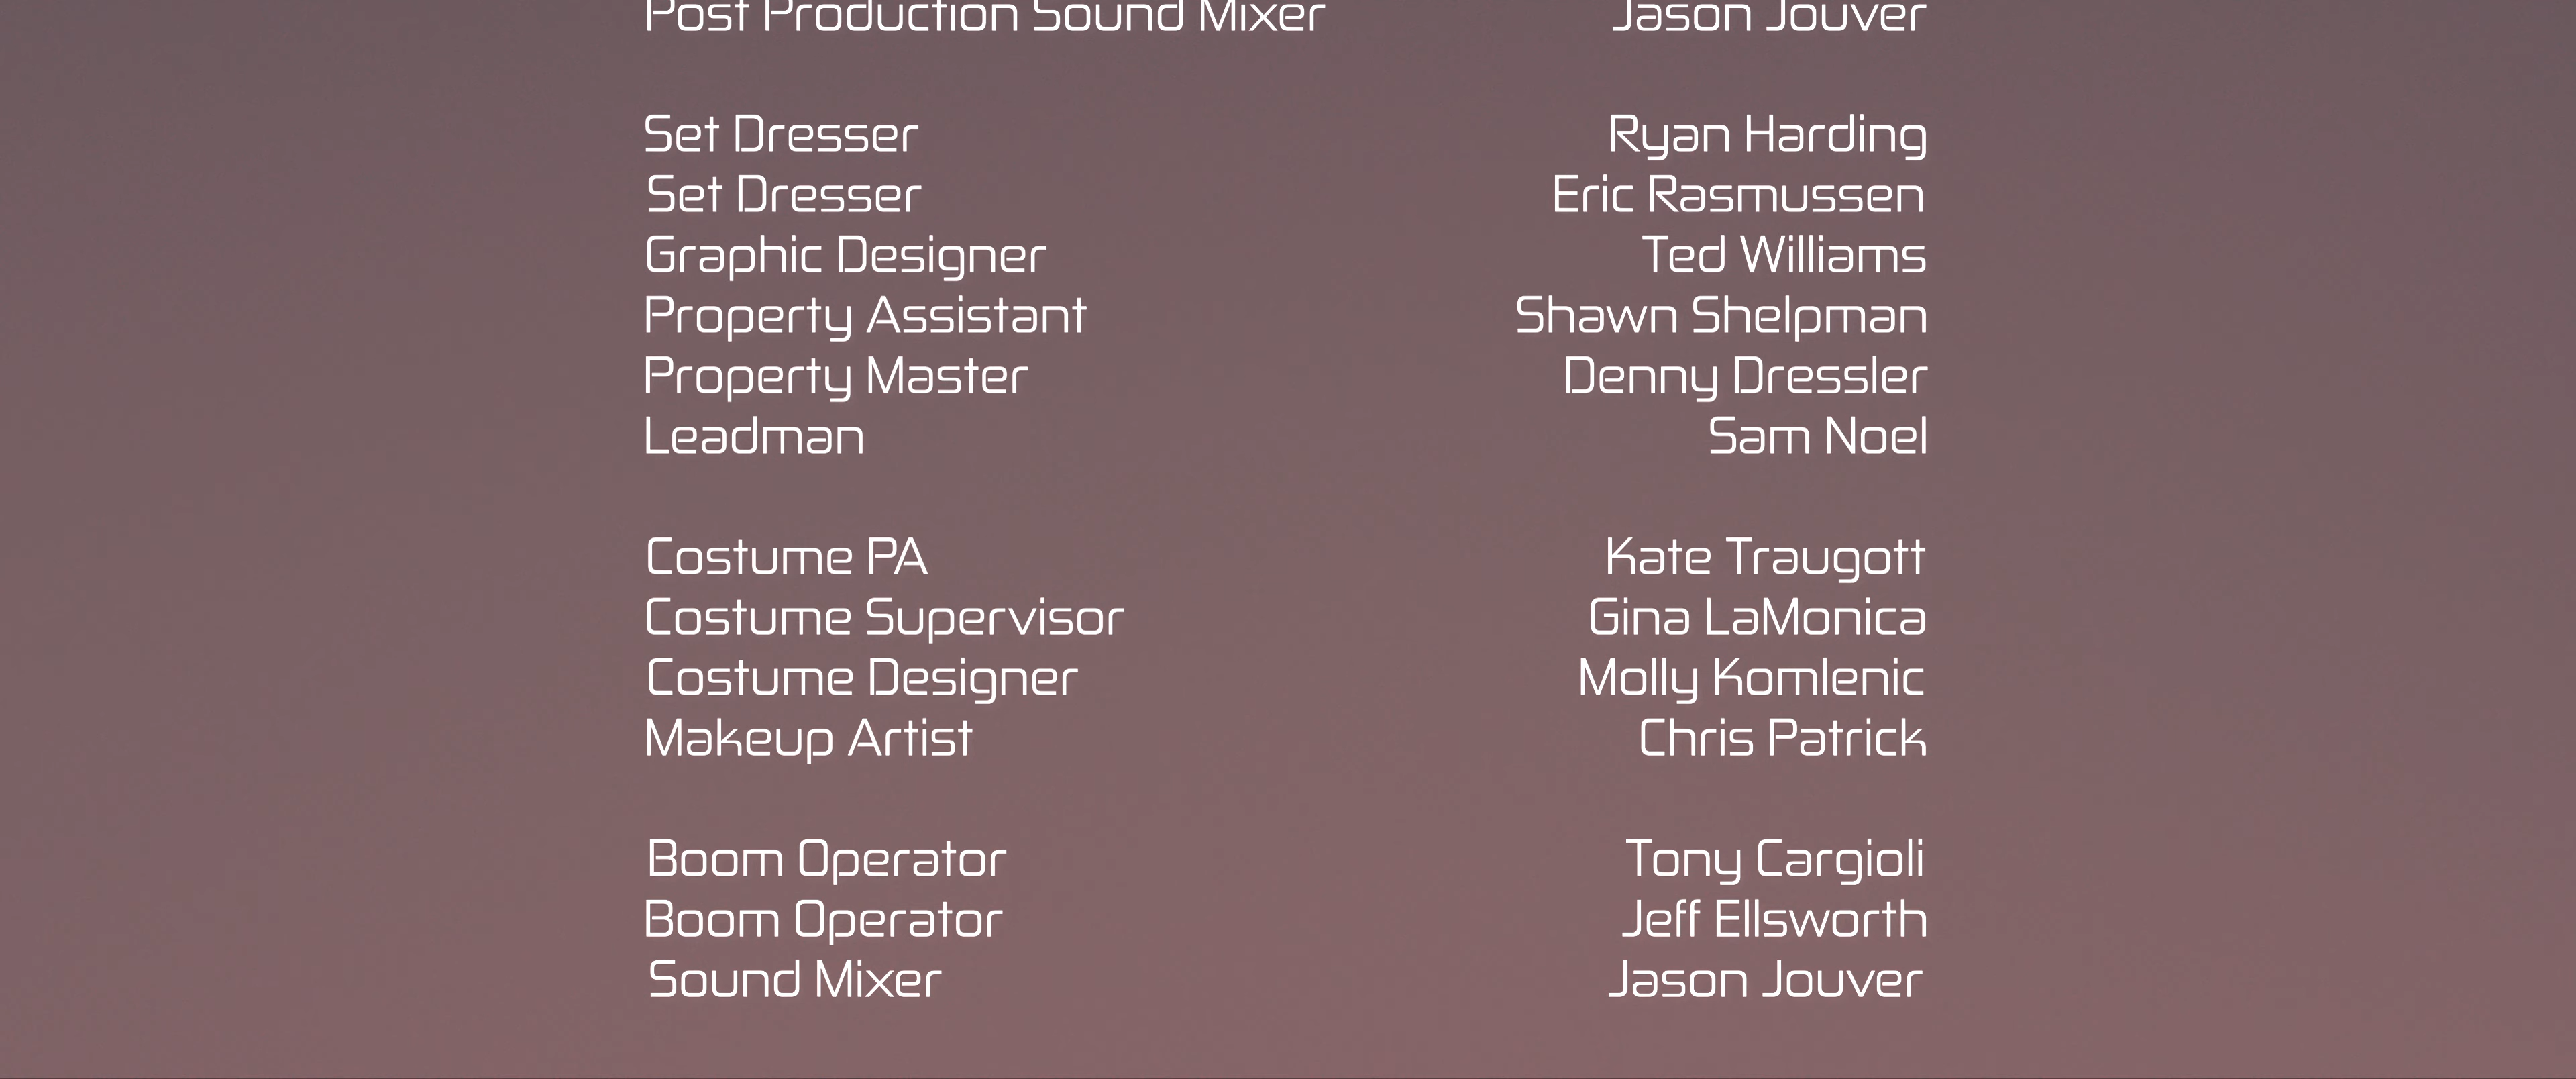 Post Production Sound Mixer Jason Jouver
Set Dresser Ryan Harding
Set Dresser Eric Rasmussen
Graphic Designer Ted Williams
Property Assistant Shawn Shelpman
Property Master Denny Dressler
Leadman Sam Noel
Costume PA Kate Traugott
Costume Supervisor Gina LaMonica
Costume Designer Molly Komlenic
Makeup Artist Chris Patrick
Boom Operator Tony Cargioli
Boom Operator Jeff Ellsworth
Sound Mixer Jason Jouver